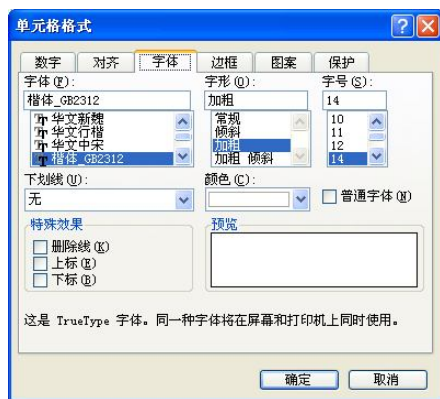 单元格格式
数字 对齐 字体 边框 图案 保护
字体(F): 字形(O): 字号(S):
楷体_GB2312 加粗 14
华文新魏 常规 10
华文行楷 倾斜 11
华文中宋 加粗 12
楷体_GB2312 加粗 倾斜 14
下划线(U): 颜色(C):
无 普通字体(N)
特殊效果 预览
删除线(K)
上标(E)
下标(B)
这是 TrueType 字体。同一种字体将在屏幕和打印机上同时使用。
确定 取消